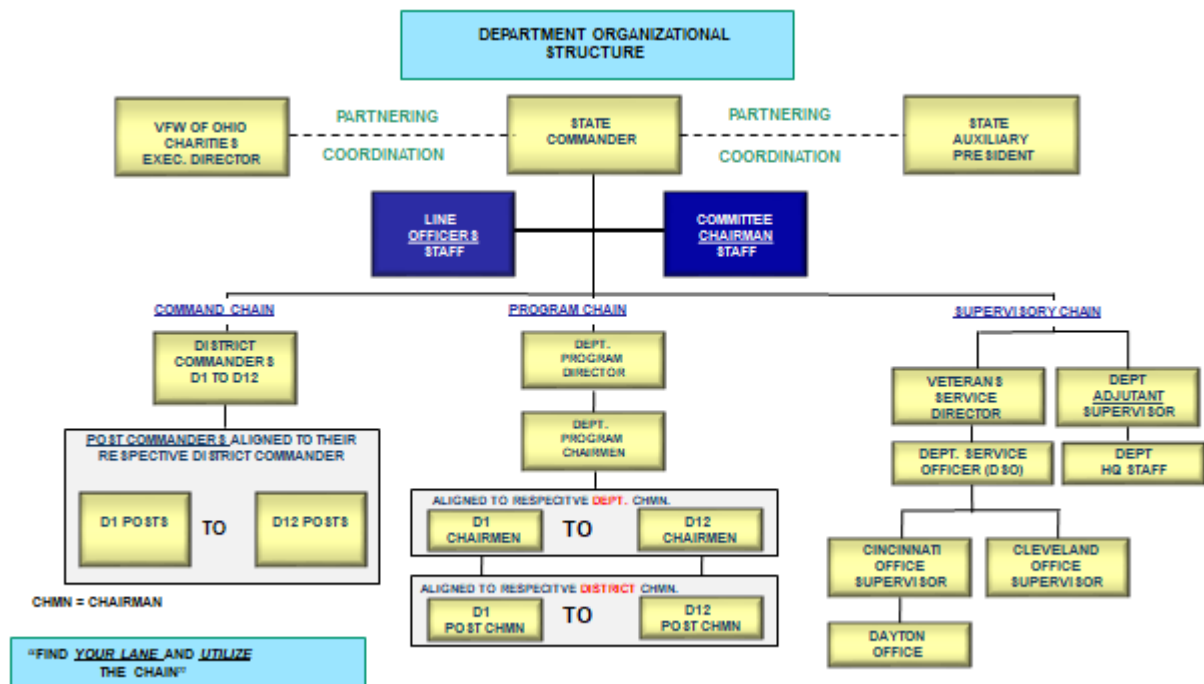 DEPARTMENT ORGANIZATIONAL
STRUCTURE
VFW OF OHIO
CHARITIES
EXEC. DIRECTOR
PARTNERING
COORDINATION
STATE
COMMANDER
PARTNERING
COORDINATION
STATE
AUXILIARY
PRESIDENT
LINE
OFFICERS
STAFF
COMMITTEE
CHAIRMAN
STAFF
COMMAND CHAIN
PROGRAM CHAIN
SUPERVISORY CHAIN
DISTRICT
COMMANDERS
D1 TO D12
POST COMMANDERS ALIGNED TO THEIR
RESPECTIVE DISTRICT COMMANDER
D1 POSTS
TO
D12 POSTS
DEPT.
PROGRAM
DIRECTOR
DEPT.
PROGRAM
CHAIRMEN
ALIGNED TO RESPECITVE DEPT. CHMN.
D1
CHAIRMEN
TO
D12
CHAIRMEN
ALIGNED TO RESPECITVE DISTRICT CHMN.
D1
POST CHMN
TO
D12
POST CHMN
VETERANS
SERVICE
DIRECTOR
DEPT
ADJUTANT
SUPERVISOR
DEPT. SERVICE
OFFICER (DSO)
DEPT
HQ STAFF
CINCINNATI
OFFICE
SUPERVISOR
CLEVELAND
OFFICE
SUPERVISOR
DAYTON
OFFICE
CHMN = CHAIRMAN
"FIND YOUR LANE AND UTILIZE
THE CHAIN"